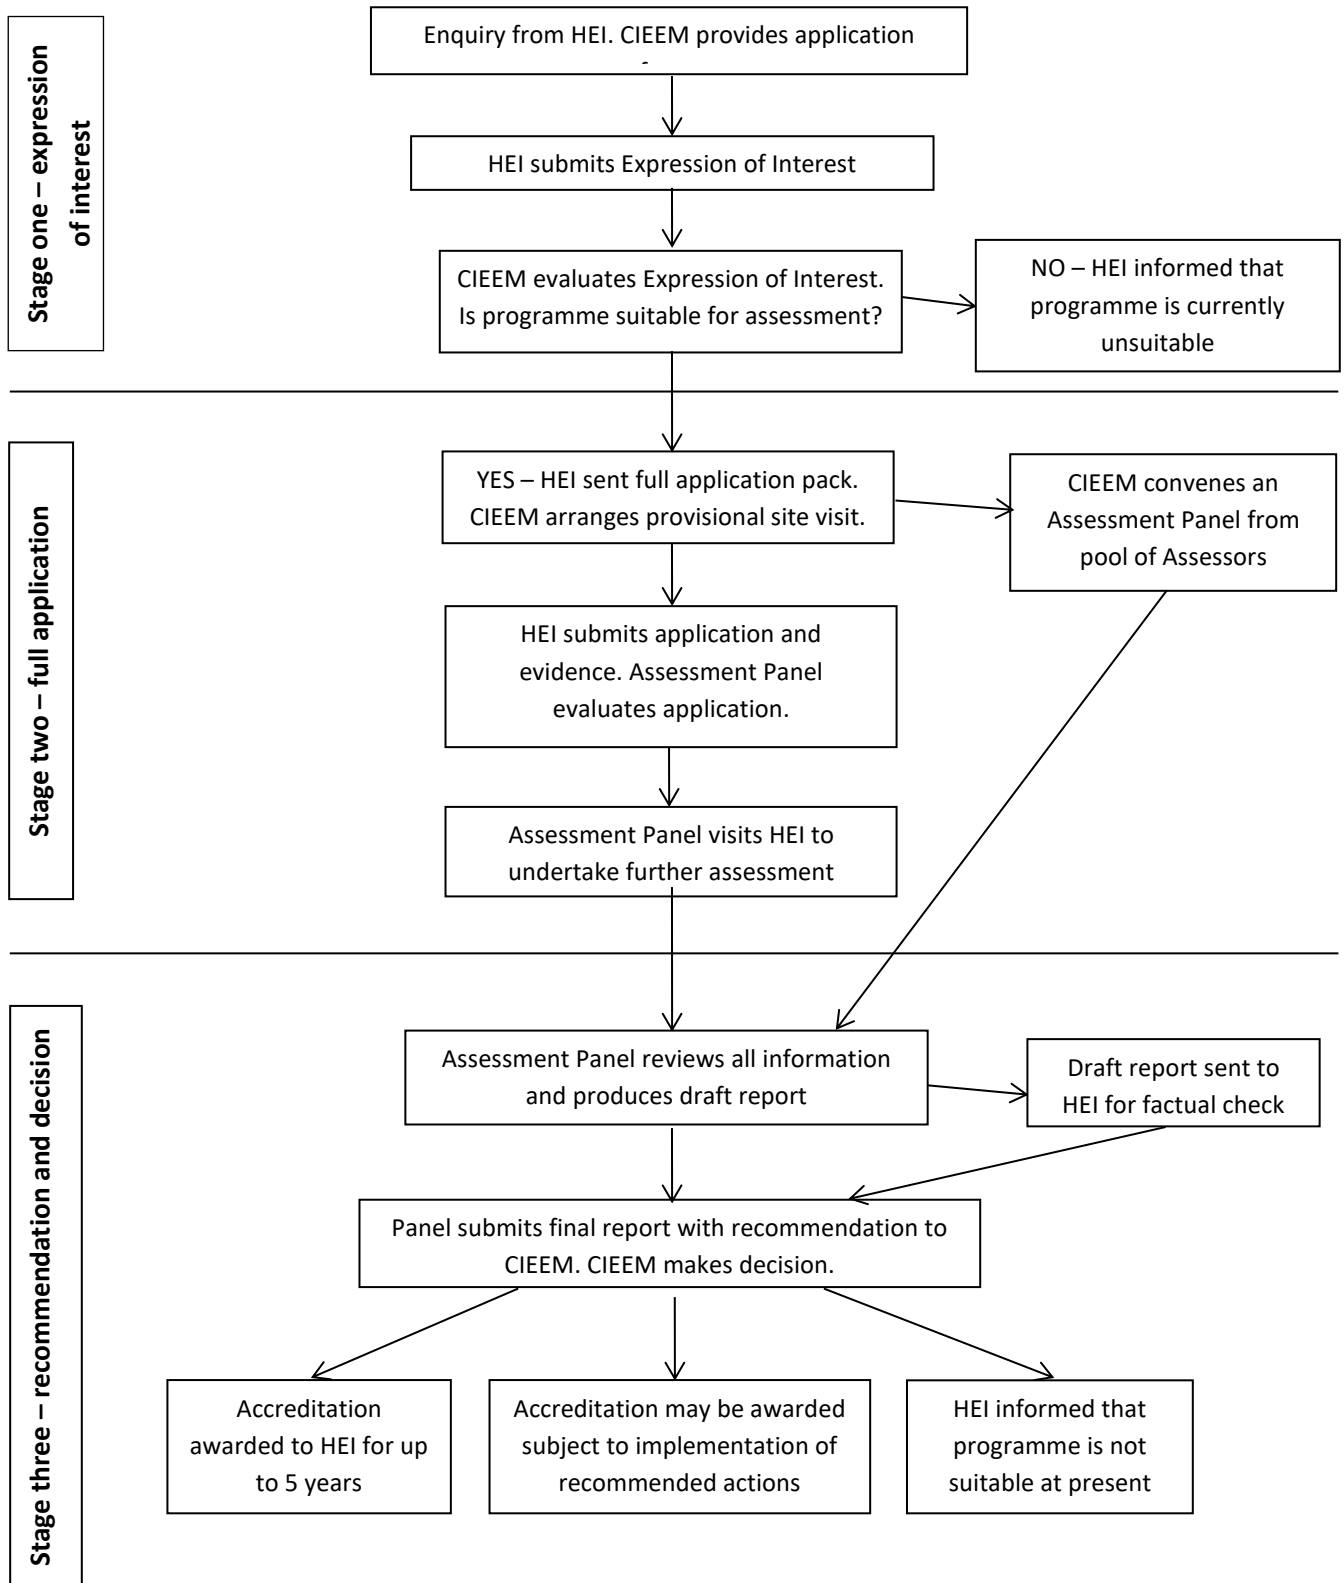 Stage one – expression
of interest
Enquiry from HEI. CIEEM provides application
HEI submits Expression of Interest
CIEEM evaluates Expression of Interest.
Is programme suitable for assessment?
NO – HEI informed that
programme is currently
unsuitable
Stage two – full application
YES – HEI sent full application pack.
CIEEM arranges provisional site visit.
CIEEM convenes an
Assessment Panel from
pool of Assessors
HEI submits application and
evidence. Assessment Panel
evaluates application.
Assessment Panel visits HEI to
undertake further assessment
Stage three – recommendation and decision
Assessment Panel reviews all information
and produces draft report
Draft report sent to
HEI for factual check
Panel submits final report with recommendation to
CIEEM. CIEEM makes decision.
Accreditation
awarded to HEI for up
to 5 years
Accreditation may be awarded
subject to implementation of
recommended actions
HEI informed that
programme is not
suitable at present